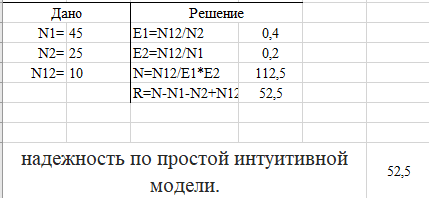 Дано Решение
N1= 45 E1=N12/N2 0,4
N2= 25 E2=N12/N1 0,2
N12= 10 N=N12/E1*E2 112,5
R=N-N1-N2+N12 52,5
надежность по простой интуитивной 52,5
модели.